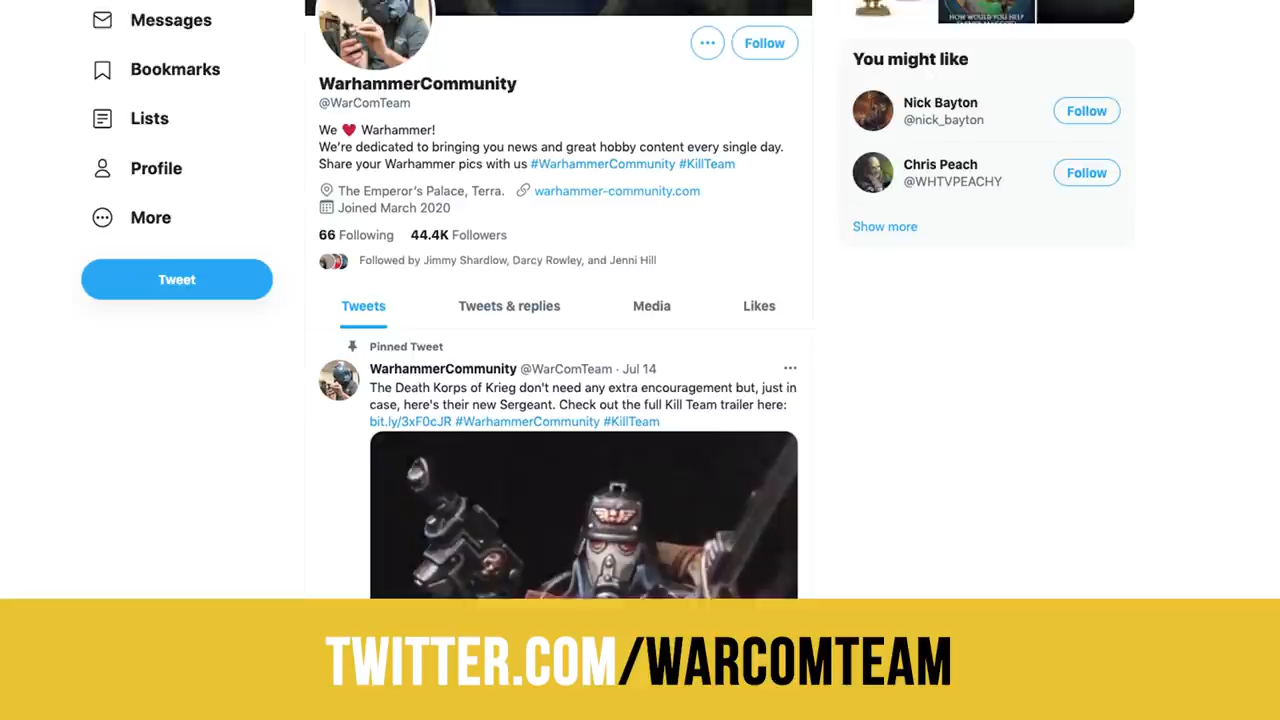 Messages
Bookmarks
Lists
Profile
More
Tweet
Follow
WarhammerCommunity
@WarComTeam
We ❤️ Warhammer!
We're dedicated to bringing you news and great hobby content every single day.
Share your Warhammer pics with us #WarhammerCommunity #KillTeam
The Emperor's Palace, Terra. warhammer-community.com
Joined March 2020
66 Following 44.4K Followers
Followed by Jimmy Shardlow, Darcy Rowley, and Jenni Hill
Tweets Tweets & replies Media Likes
Pinned Tweet
WarhammerCommunity @WarComTeam · Jul 14
The Death Korps of Krieg don't need any extra encouragement but, just in
case, here's their new Sergeant. Check out the full Kill Team trailer here:
bit.ly/3xF0cJR #WarhammerCommunity #KillTeam
HOW WOULD YOU HELP
You might like
Nick Bayton
@nick_bayton
Follow
Chris Peach
@WHTVPEACHY
Follow
Show more
TWITTER.COM/WARCOMTEAM